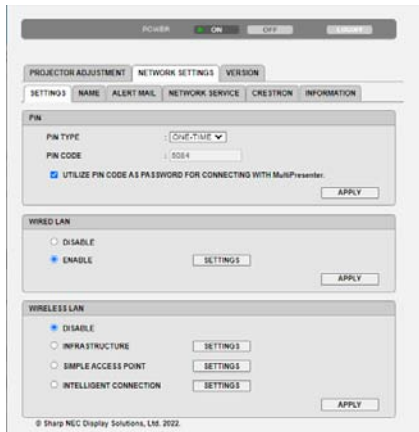 POWER ON OFF LOGOFF
PROJECTOR ADJUSTMENT NETWORK SETTINGS VERSION
SETTINGS NAME ALERT MAIL NETWORK SERVICE CRESTRON INFORMATION
PIN
PIN TYPE : ONE-TIME
PIN CODE : 5084
UTILIZE PIN CODE AS PASSWORD FOR CONNECTING WITH MultiPresenter.
APPLY
WIRED LAN
DISABLE
ENABLE SETTINGS
APPLY
WIRELESS LAN
DISABLE
INFRASTRUCTURE SETTINGS
SIMPLE ACCESS POINT SETTINGS
INTELLIGENT CONNECTION SETTINGS
APPLY
© Sharp NEC Display Solutions, Ltd. 2022.